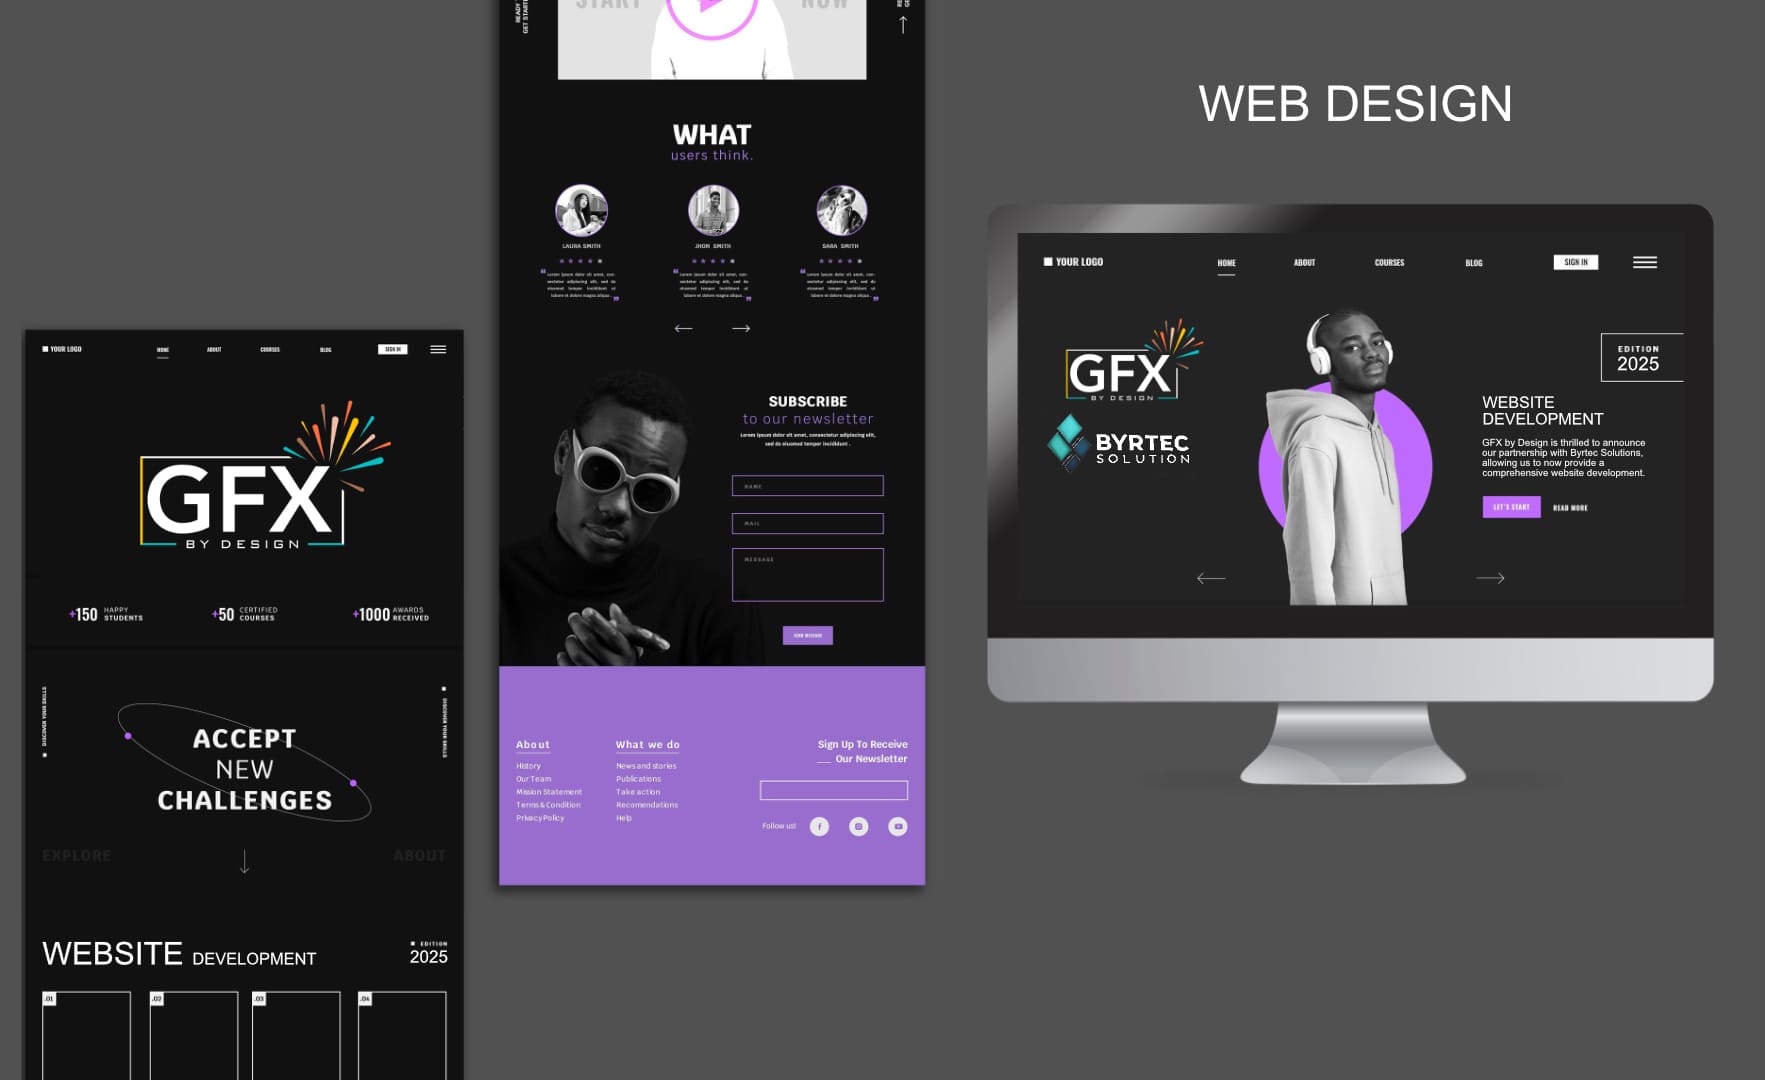 YOUR LOGO
HOME
ABOUT
COURSES
BLOG
SIGN IN
GFX
BY DESIGN
+150 HAPPY STUDENTS
+50 CERTIFIED COURSES
+1000 AWARDS RECEIVED
DISCOVER YOUR SKILLS
DISCOVER YOUR SKILLS
ACCEPT
NEW
CHALLENGES
EXPLORE
ABOUT
WEBSITE DEVELOPMENT
EDITION
2025
.01
.02
.03
.04
START
NOW
GET START
WHAT
users think.
LAURA SMITH
JHON SMITH
SARA SMITH
“ Lorem ipsum dolor sit amet, con-
sectetur adipiscing elit, sed do
eiusmod tempor incididunt ut
labore et dolore magna aliqua. ”
“ Lorem ipsum dolor sit amet, con-
sectetur adipiscing elit, sed do
eiusmod tempor incididunt ut
labore et dolore magna aliqua. ”
“ Lorem ipsum dolor sit amet, con-
sectetur adipiscing elit, sed do
eiusmod tempor incididunt ut
labore et dolore magna aliqua. ”
SUBSCRIBE
to our newsletter
Lorem ipsum dolor sit amet, consectetur adipiscing elit,
sed do eiusmod tempor incididunt .
NAME
MAIL
MESSAGE
About
History
Our Team
Mission Statement
Terms & Condition
Privacy Policy
What we do
News and stories
Publications
Take action
Recomendations
Help
Sign Up To Receive
Our Newsletter
Follow us!
WEB DESIGN
YOUR LOGO
HOME
ABOUT
COURSES
BLOG
SIGN IN
GFX
BY DESIGN
BYRTEC
SOLUTION
EDITION
2025
WEBSITE
DEVELOPMENT
GFX by Design is thrilled to announce
our partnership with Byrtec Solutions,
allowing us to now provide a
comprehensive website development.
LET'S START
READ MORE